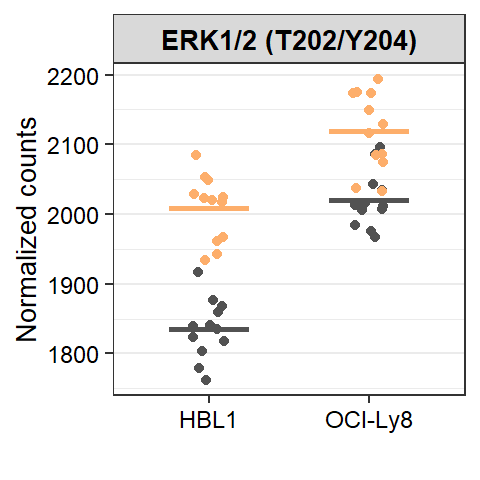 ERK1/2 (T202/Y204)
Normalized counts
2200
2100
2000
1900
1800
HBL1
OCI-Ly8